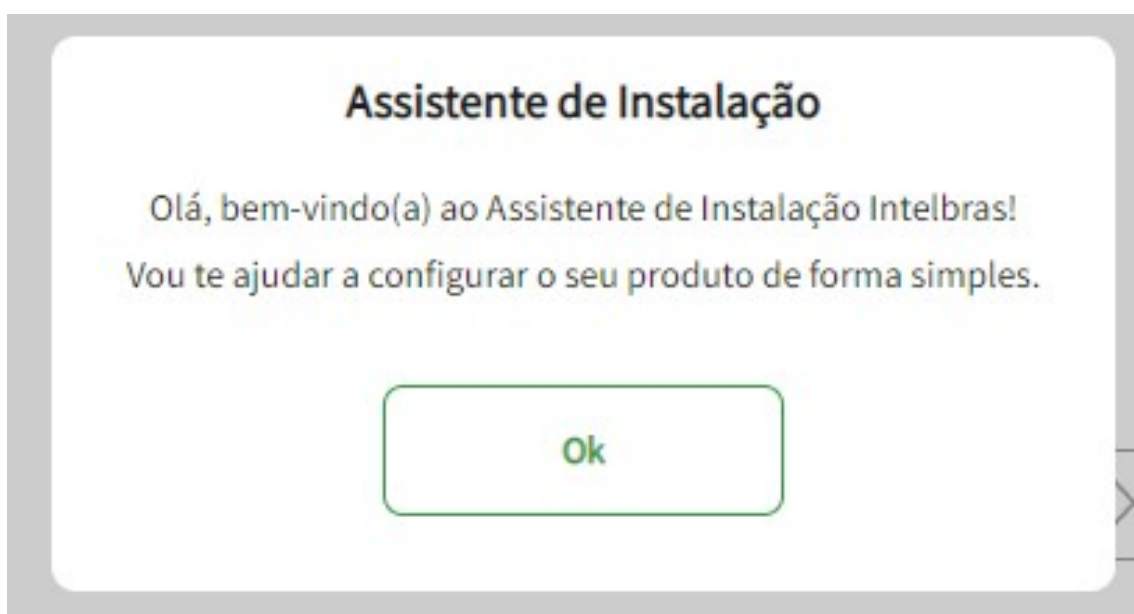 Assistente de Instalação
Olá, bem-vindo(a) ao Assistente de Instalação Intelbras!
Vou te ajudar a configurar o seu produto de forma simples.
Ok